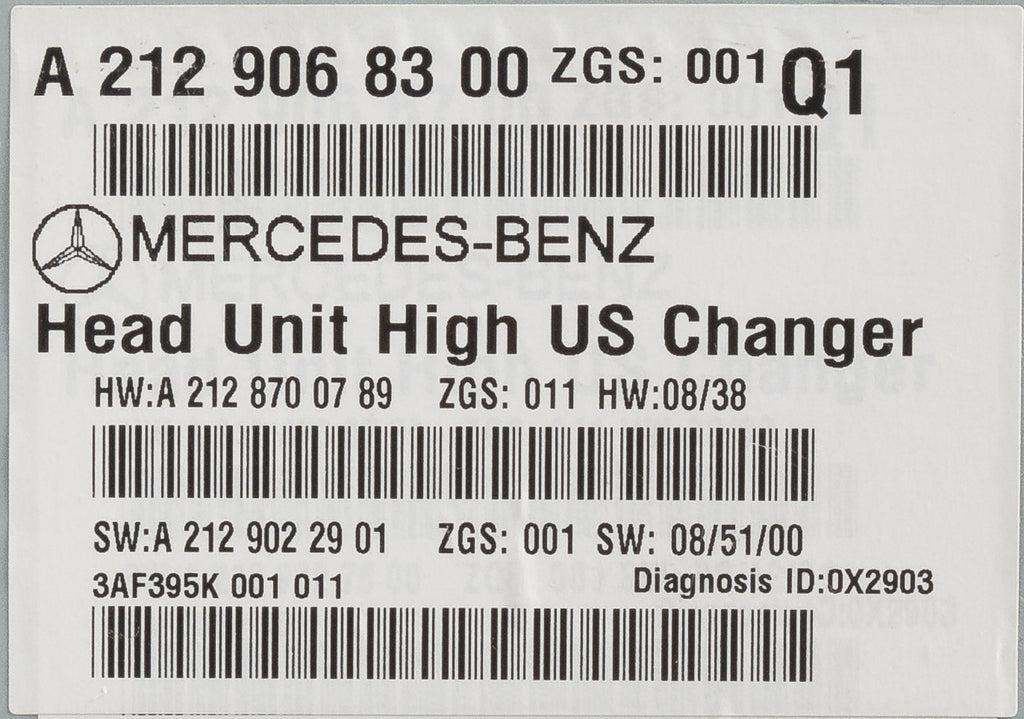 A 212 906 83 00 ZGS: 001 Q1
MERCEDES-BENZ
Head Unit High US Changer
HW:A 212 870 07 89 ZGS: 011 HW:08/38
SW:A 212 902 29 01 ZGS: 001 SW: 08/51/00
3AF395K 001 011 Diagnosis ID:0X2903